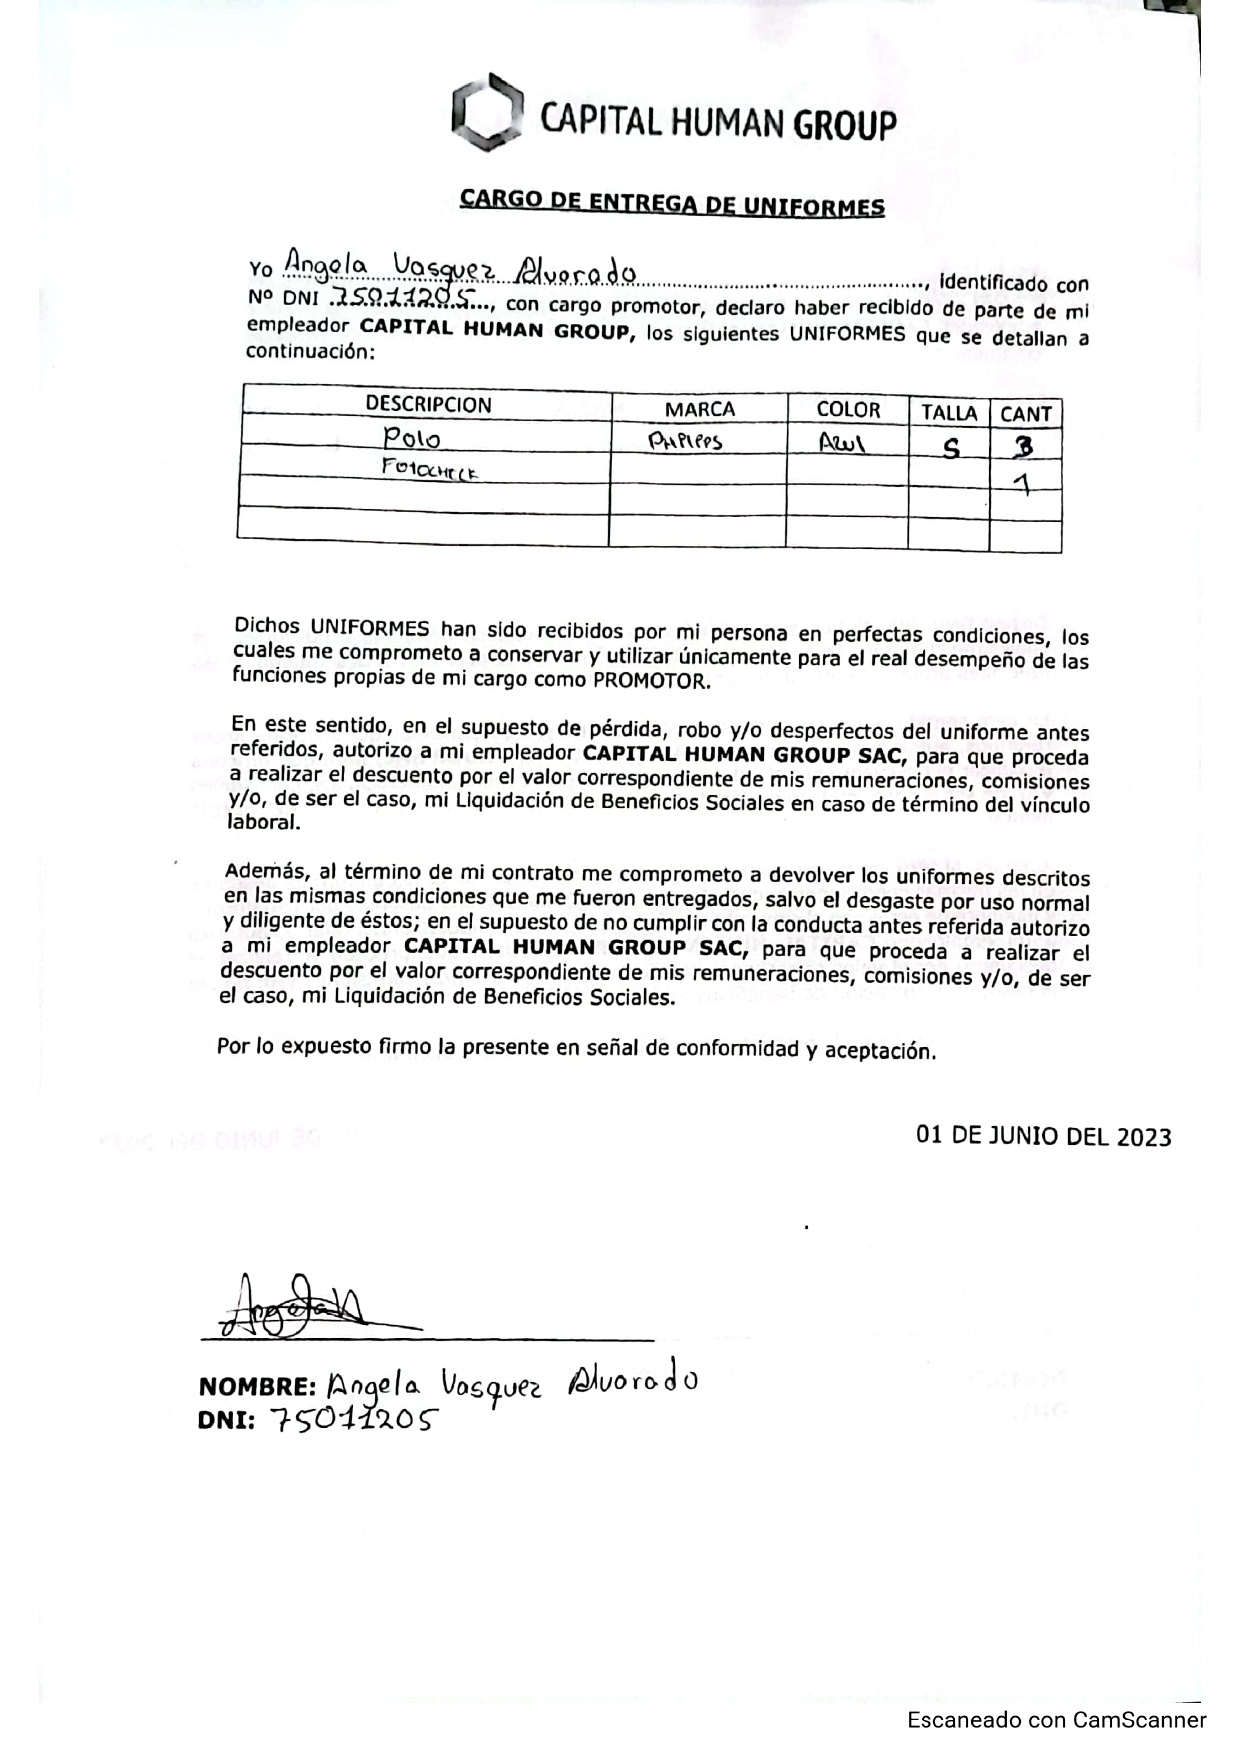 CAPITAL HUMAN GROUP
CARGO DE ENTREGA DE UNIFORMES
Yo Angela Vasquez Alvarado, Identificado con
Nº DNI 75011205, con cargo promotor, declaro haber recibido de parte de mi
empleador CAPITAL HUMAN GROUP, los siguientes UNIFORMES que se detallan a
continuación:
DESCRIPCION MARCA COLOR TALLA CANT
Polo Azul S 3
FOTOCHECK 1
Dichos UNIFORMES han sido recibidos por mi persona en perfectas condiciones, los
cuales me comprometo a conservar y utilizar únicamente para el real desempeño de las
funciones propias de mi cargo como PROMOTOR.
En este sentido, en el supuesto de pérdida, robo y/o desperfectos del uniforme antes
referidos, autorizo a mi empleador CAPITAL HUMAN GROUP SAC, para que proceda
a realizar el descuento por el valor correspondiente de mis remuneraciones, comisiones
y/o, de ser el caso, mi Liquidación de Beneficios Sociales en caso de término del vínculo
laboral.
Además, al término de mi contrato me comprometo a devolver los uniformes descritos
en las mismas condiciones que me fueron entregados, salvo el desgaste por uso normal
y diligente de éstos; en el supuesto de no cumplir con la conducta antes referida autorizo
a mi empleador CAPITAL HUMAN GROUP SAC, para que proceda a realizar el
descuento por el valor correspondiente de mis remuneraciones, comisiones y/o, de ser
el caso, mi Liquidación de Beneficios Sociales.
Por lo expuesto firmo la presente en señal de conformidad y aceptación.
01 DE JUNIO DEL 2023
NOMBRE: Angela Vasquez Alvarado
DNI: 75011205
Escaneado con CamScanner